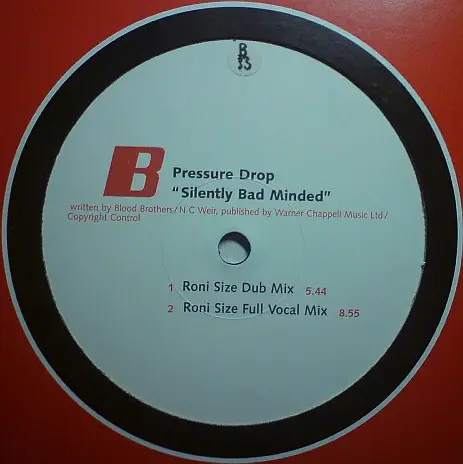 B
33
B
Pressure Drop
"Silently Bad Minded"
written by Blood Brothers/N C Weir, published by Warner Chappell Music Ltd/
Copyright Control
1 Roni Size Dub Mix 5.44
2 Roni Size Full Vocal Mix 8.55